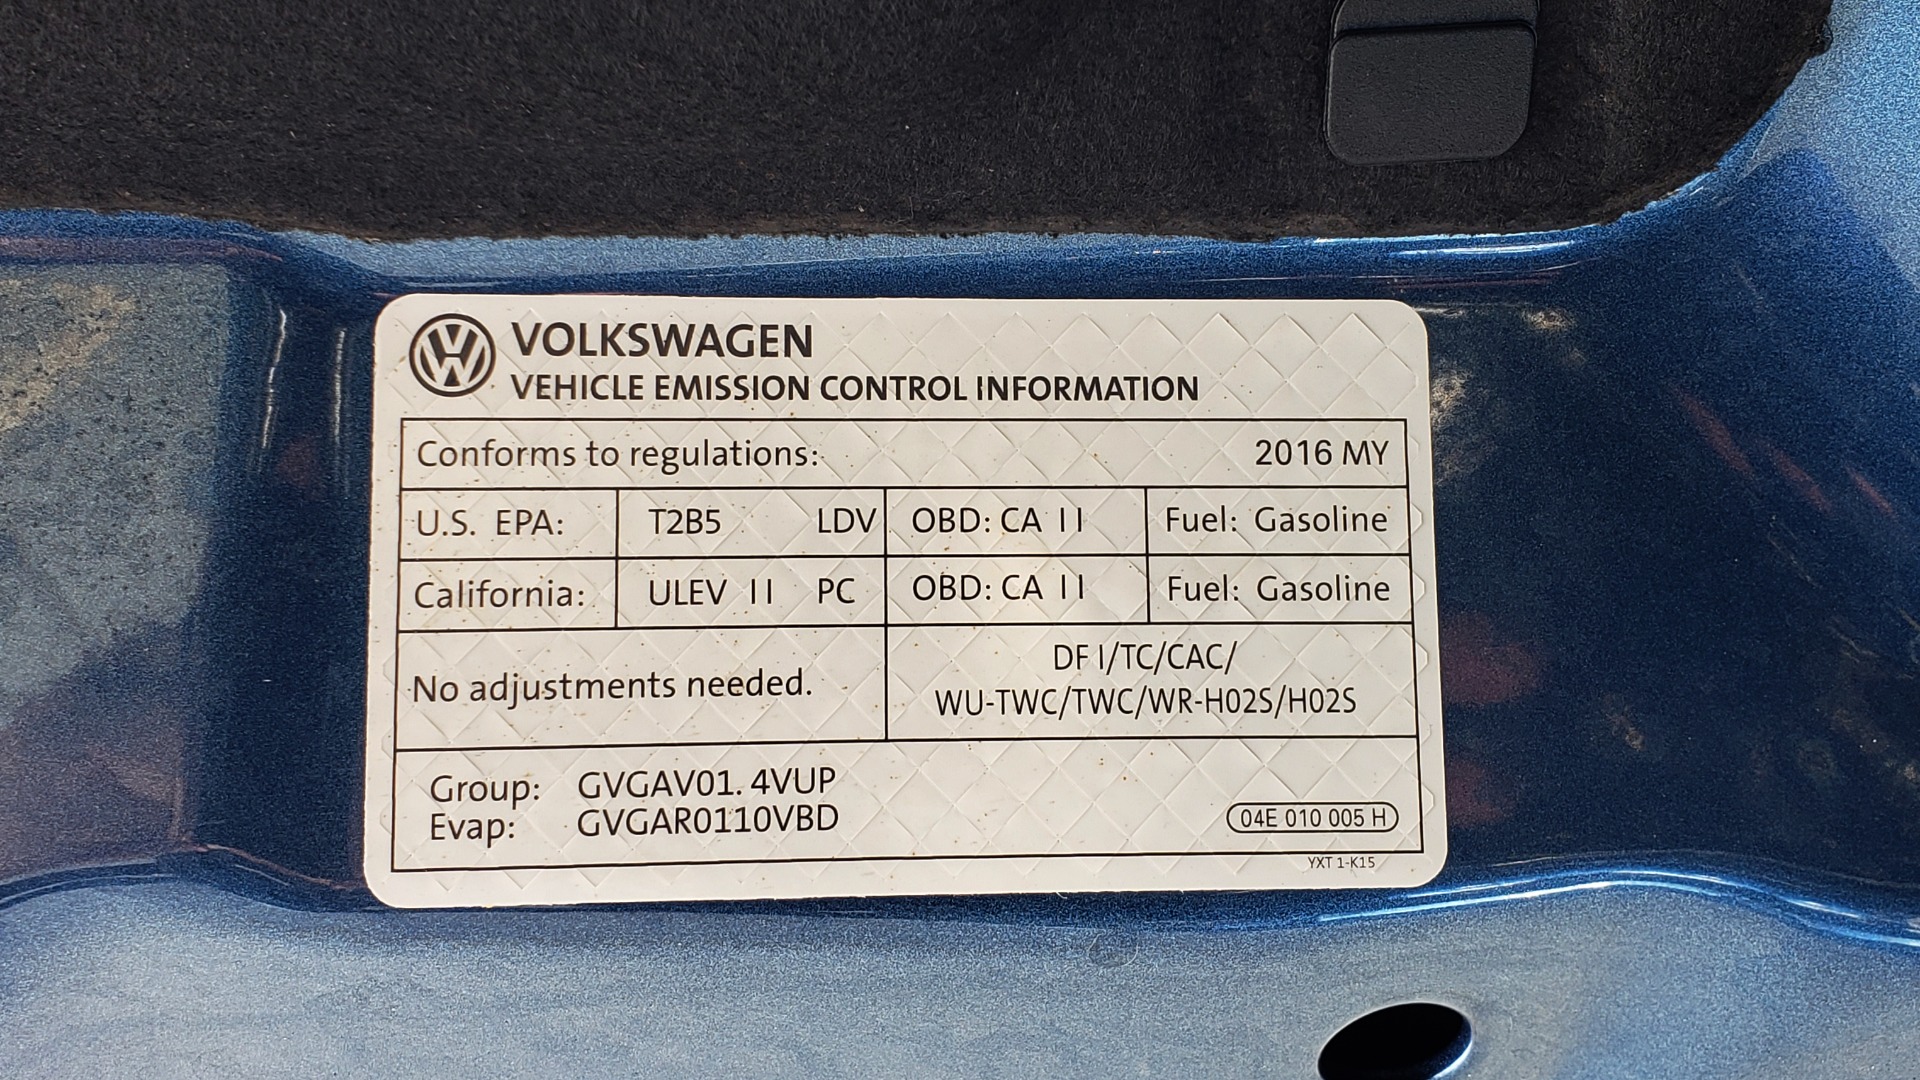 VOLKSWAGEN
VEHICLE EMISSION CONTROL INFORMATION
Conforms to regulations: 2016 MY
U.S. EPA: T2B5 LDV OBD: CA II Fuel: Gasoline
California: ULEV II PC OBD: CA II Fuel: Gasoline
No adjustments needed.
DFI/TC/CAC/
WU-TWC/TWC/WR-HO2S/HO2S
Group: GVGAV01.4VUP
Evap: GVGAR0110VBD
04E 010 005 H
YXT 1-K15